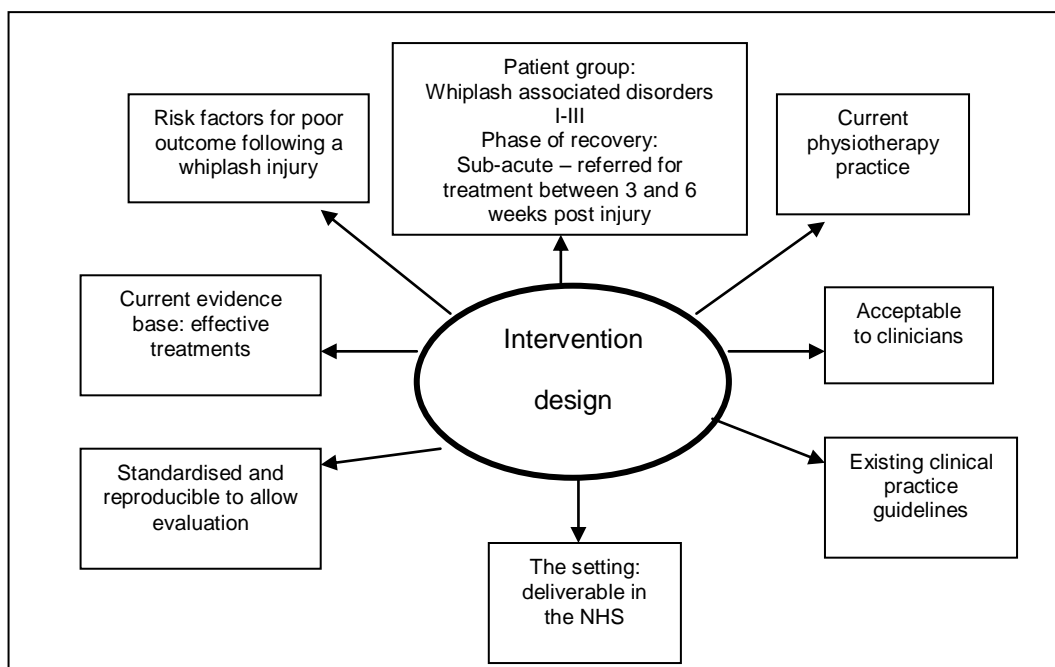 Patient group:
Whiplash associated disorders
I-III
Phase of recovery:
Sub-acute – referred for
treatment between 3 and 6
weeks post injury
Risk factors for poor
outcome following a
whiplash injury
Current
physiotherapy
practice
Current evidence
base: effective
treatments
Intervention
design
Acceptable
to clinicians
Standardised and
reproducible to allow
evaluation
Existing clinical
practice
guidelines
The setting:
deliverable in
the NHS